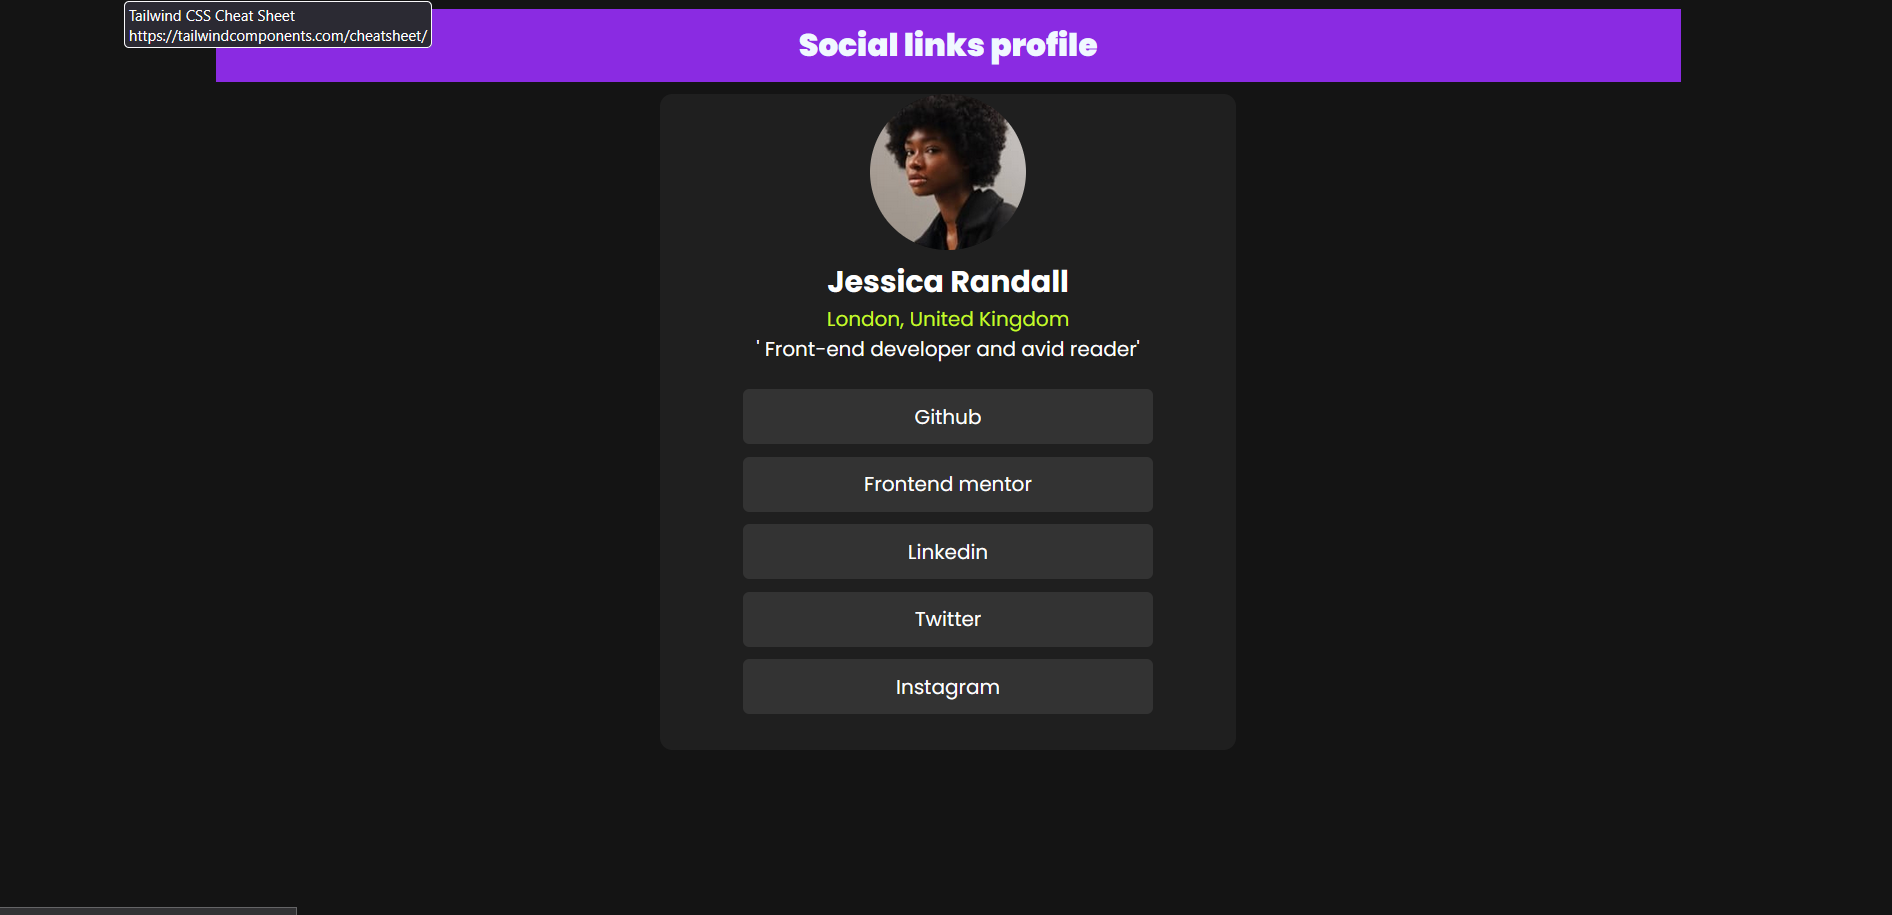 Tailwind CSS Cheat Sheet
https://tailwindcomponents.com/cheatsheet/
Social links profile
Jessica Randall
London, United Kingdom
' Front-end developer and avid reader'
Github
Frontend mentor
Linkedin
Twitter
Instagram